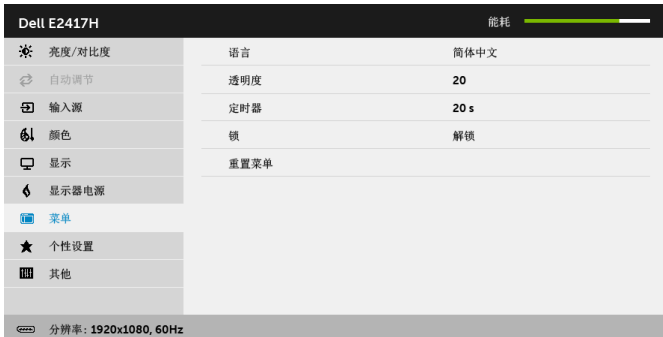 Dell E2417H 能耗
亮度/对比度
自动调节
输入源
颜色
显示
显示器电源
菜单
个性设置
其他
语言 简体中文
透明度 20
定时器 20 s
锁 解锁
重置菜单
分辨率: 1920x1080, 60Hz